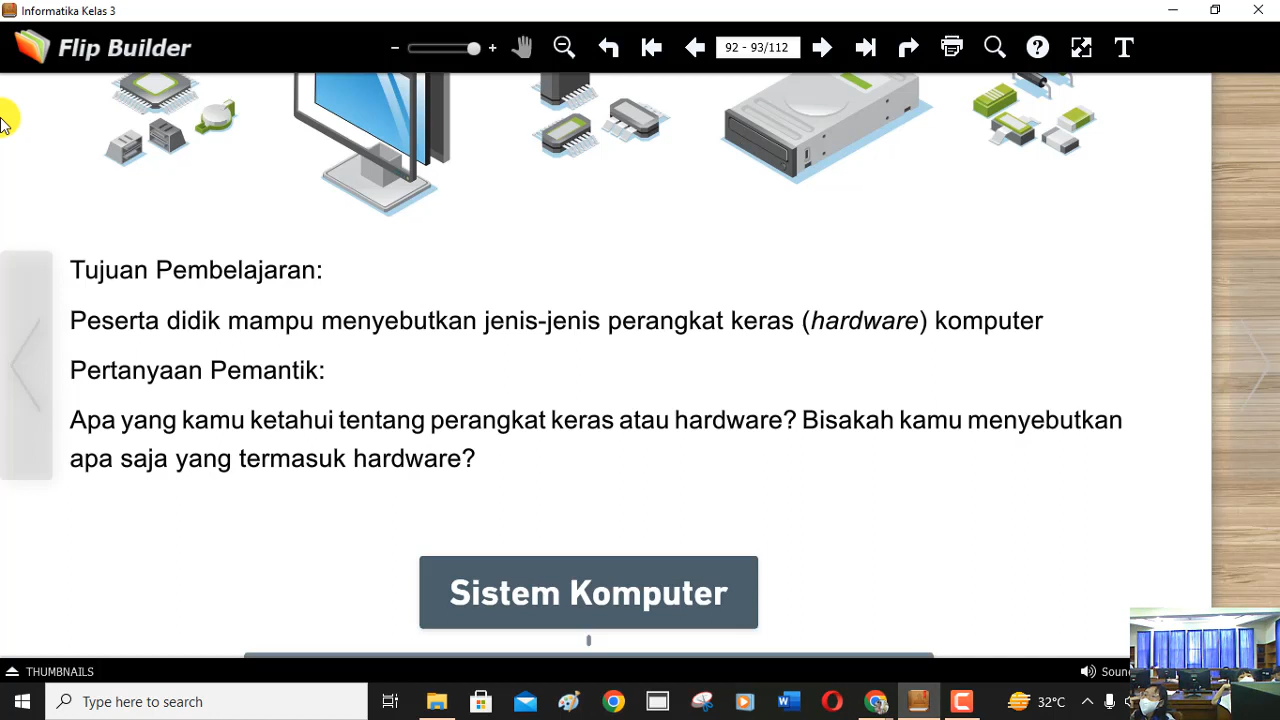 Informatika Kelas 3
Flip Builder
92 - 93/112
Tujuan Pembelajaran:
Peserta didik mampu menyebutkan jenis-jenis perangkat keras (hardware) komputer
Pertanyaan Pemantik:
Apa yang kamu ketahui tentang perangkat keras atau hardware? Bisakah kamu menyebutkan
apa saja yang termasuk hardware?
Sistem Komputer
THUMBNAILS
Type here to search
32°C